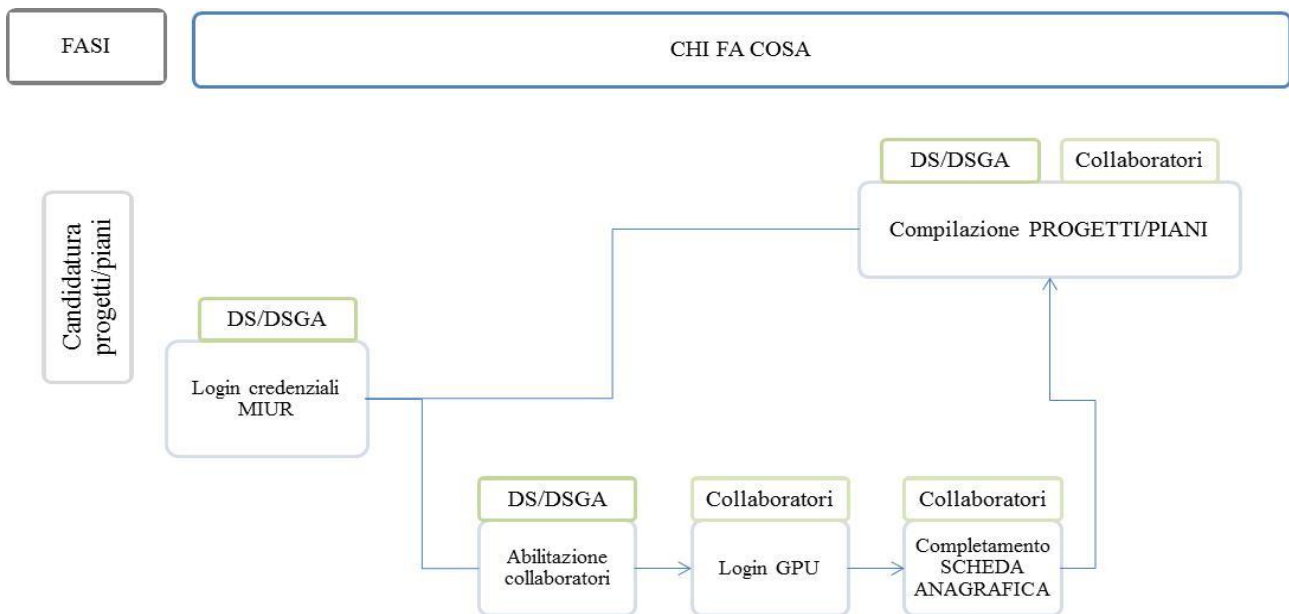 FASI
CHI FA COSA
DS/DSGA
Collaboratori
Compilazione PROGETTI/PIANI
Candidatura
progetti/piani
DS/DSGA
Login credenziali
MIUR
DS/DSGA
Abilitazione
collaboratori
Collaboratori
Login GPU
Collaboratori
Completamento
SCHEDA
ANAGRAFICA